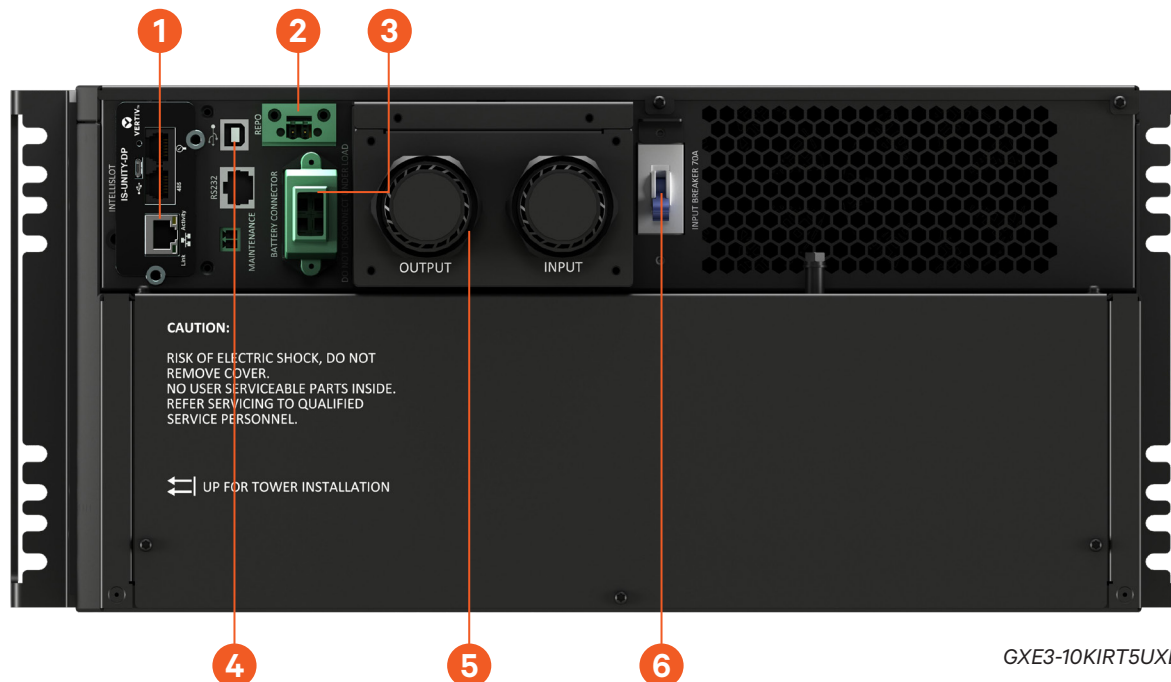 1
2
3
INTELLISLOT
IS-UNITY-DP
VERTIV™
485
Link
Activity
REPO
RS232
MAINTENANCE
BATTERY CONNECTOR
OUTPUT
INPUT
INPUT BREAKER 70A
CAUTION:
RISK OF ELECTRIC SHOCK, DO NOT
REMOVE COVER.
NO USER SERVICEABLE PARTS INSIDE.
REFER SERVICING TO QUALIFIED
SERVICE PERSONNEL.
UP FOR TOWER INSTALLATION
4
5
6